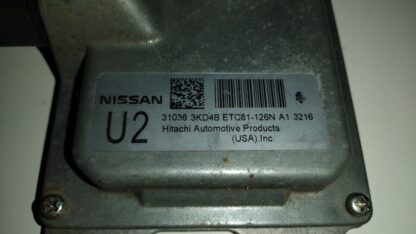 NISSAN
U2
31036 3KD4B ETC81-126N A1 3216
Hitachi Automotive Products
(USA).Inc.